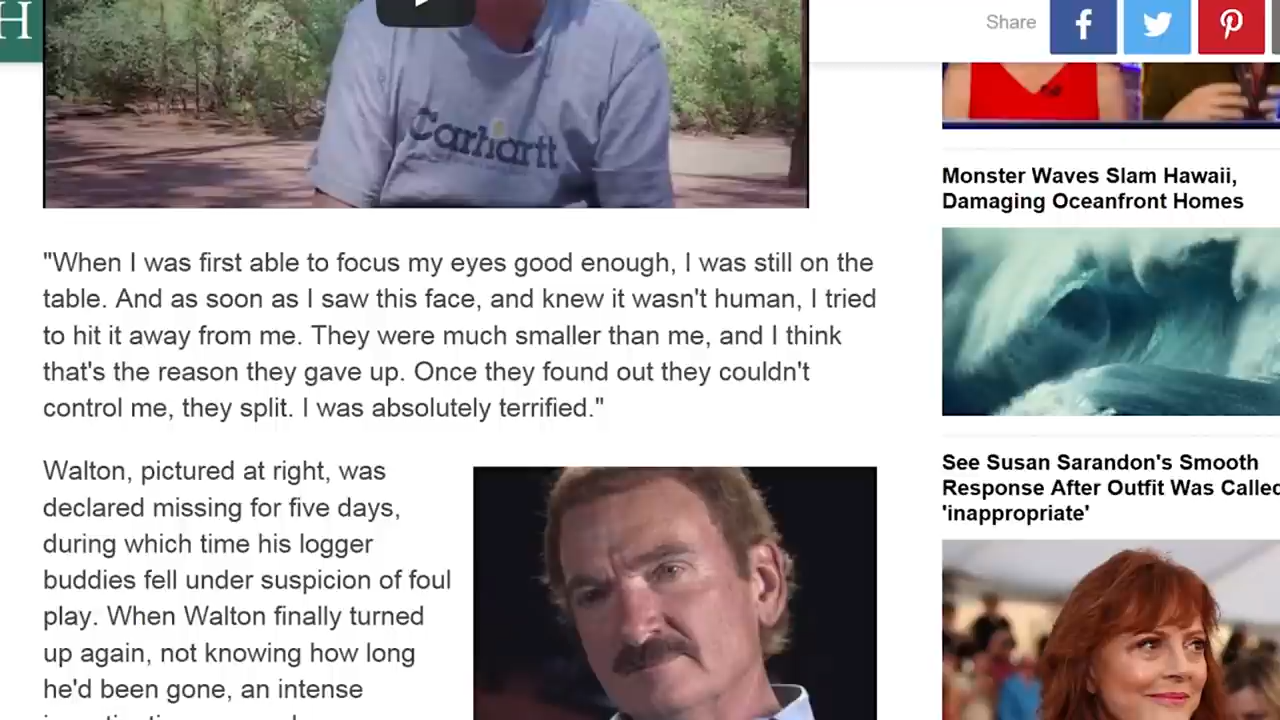 H
Share
Carhartt
Monster Waves Slam Hawaii,
Damaging Oceanfront Homes
"When I was first able to focus my eyes good enough, I was still on the
table. And as soon as I saw this face, and knew it wasn't human, I tried
to hit it away from me. They were much smaller than me, and I think
that's the reason they gave up. Once they found out they couldn't
control me, they split. I was absolutely terrified."
Walton, pictured at right, was
declared missing for five days,
during which time his logger
buddies fell under suspicion of foul
play. When Walton finally turned
up again, not knowing how long
he'd been gone, an intense
See Susan Sarandon's Smooth
Response After Outfit Was Called
'inappropriate'